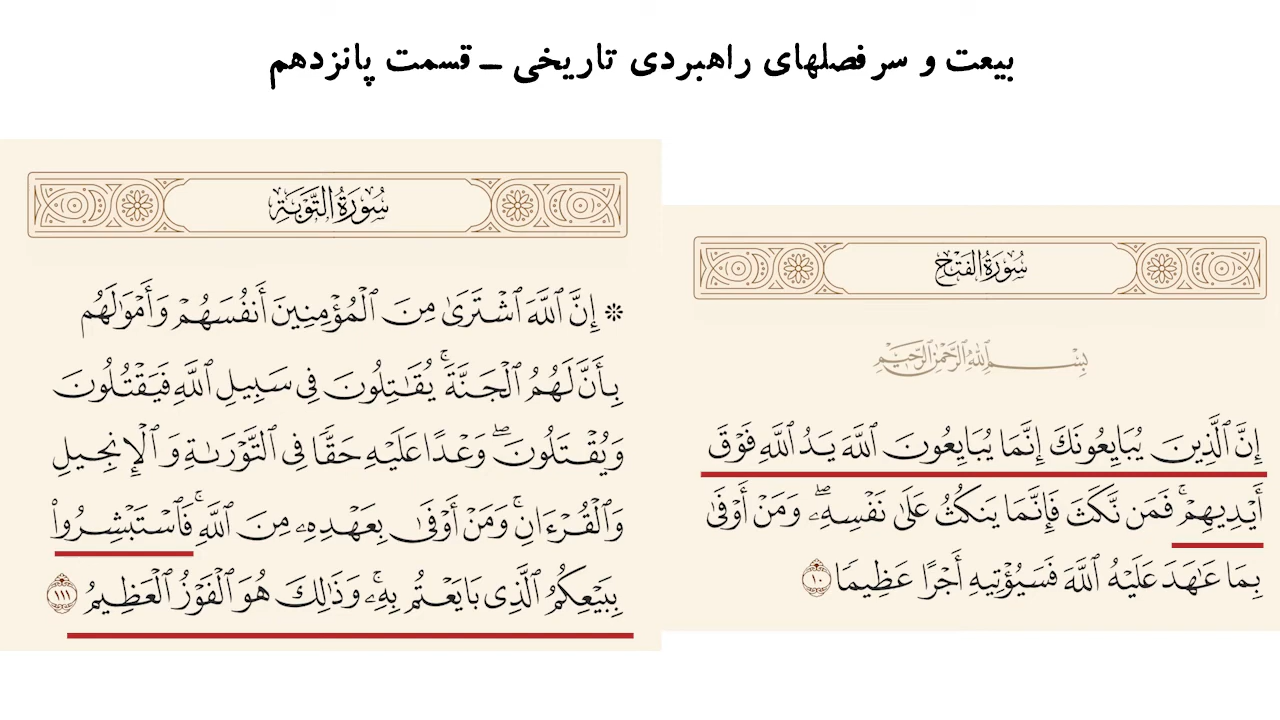 بیعت و سرفصلهای راهبردی تاریخی ـ قسمت پانزدهم
سُورَةُ الفَتْحِ
بِسْمِ ٱللَّهِ ٱلرَّحْمَٰنِ ٱلرَّحِيمِ
إِنَّ ٱلَّذِينَ يُبَايِعُونَكَ إِنَّمَا يُبَايِعُونَ ٱللَّهَ يَدُ ٱللَّهِ فَوْقَ
أَيْدِيهِمْۚ فَمَن نَّكَثَ فَإِنَّمَا يَنكُثُ عَلَىٰ نَفْسِهِۦۖ وَمَنْ أَوْفَىٰ
بِمَا عَٰهَدَ عَلَيْهُ ٱللَّهَ فَسَيُؤْتِيهِ أَجْرًا عَظِيمًا ١٠
سُورَةُ التَّوْبَةِ
۞ إِنَّ ٱللَّهَ ٱشْتَرَىٰ مِنَ ٱلْمُؤْمِنِينَ أَنفُسَهُمْ وَأَمْوَٰلَهُم
بِأَنَّ لَهُمُ ٱلْجَنَّةَۚ يُقَٰتِلُونَ فِى سَبِيلِ ٱللَّهِ فَيَقْتُلُونَ
وَيُقْتَلُونَۖ وَعْدًا عَلَيْهِ حَقًّا فِى ٱلتَّوْرَىٰةِ وَٱلْإِنجِيلِ
وَٱلْقُرْءَانِۚ وَمَنْ أَوْفَىٰ بِعَهْدِهِۦ مِنَ ٱللَّهِۚ فَٱسْتَبْشِرُوا۟
بِبَيْعِكُمُ ٱلَّذِى بَايَعْتُم بِهِۦۚ وَذَٰلِكَ هُوَ ٱلْفَوْزُ ٱلْعَظِيمُ ١١١